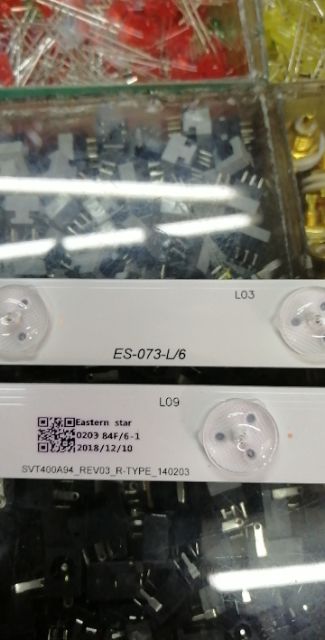 L03
ES-073-L/6
L09
Eastern star
0203 84F/6-1
2018/12/10
SVT400A94_REV03_R-TYPE_140203